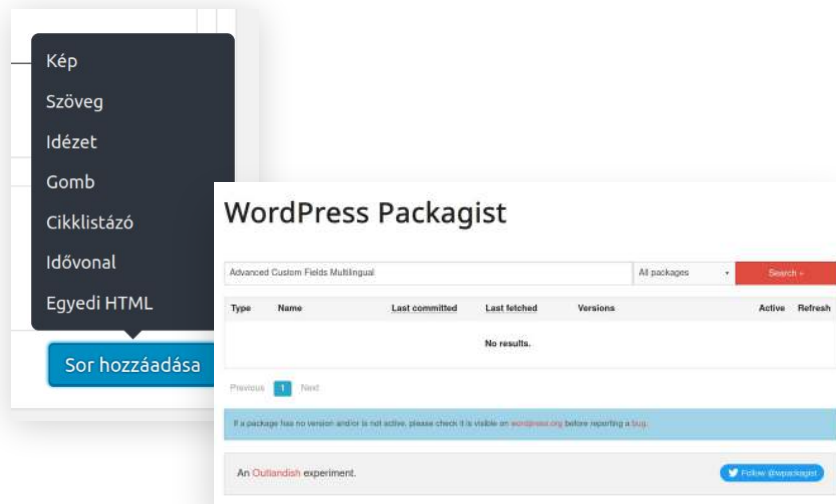 Kép
Szöveg
Idézet
Gomb
Cikklistázó
Idővonal
Egyedi HTML
Sor hozzáadása
WordPress Packagist
Advanced Custom Fields Multilingual All packages Search »
Type Name Last committed Last fetched Versions Active Refresh
No results.
Previous 1 Next
If a package has no version and/or is not active, please check it is visible on wordpress.org before reporting a bug.
An Outlandish experiment. Follow @wpackagist